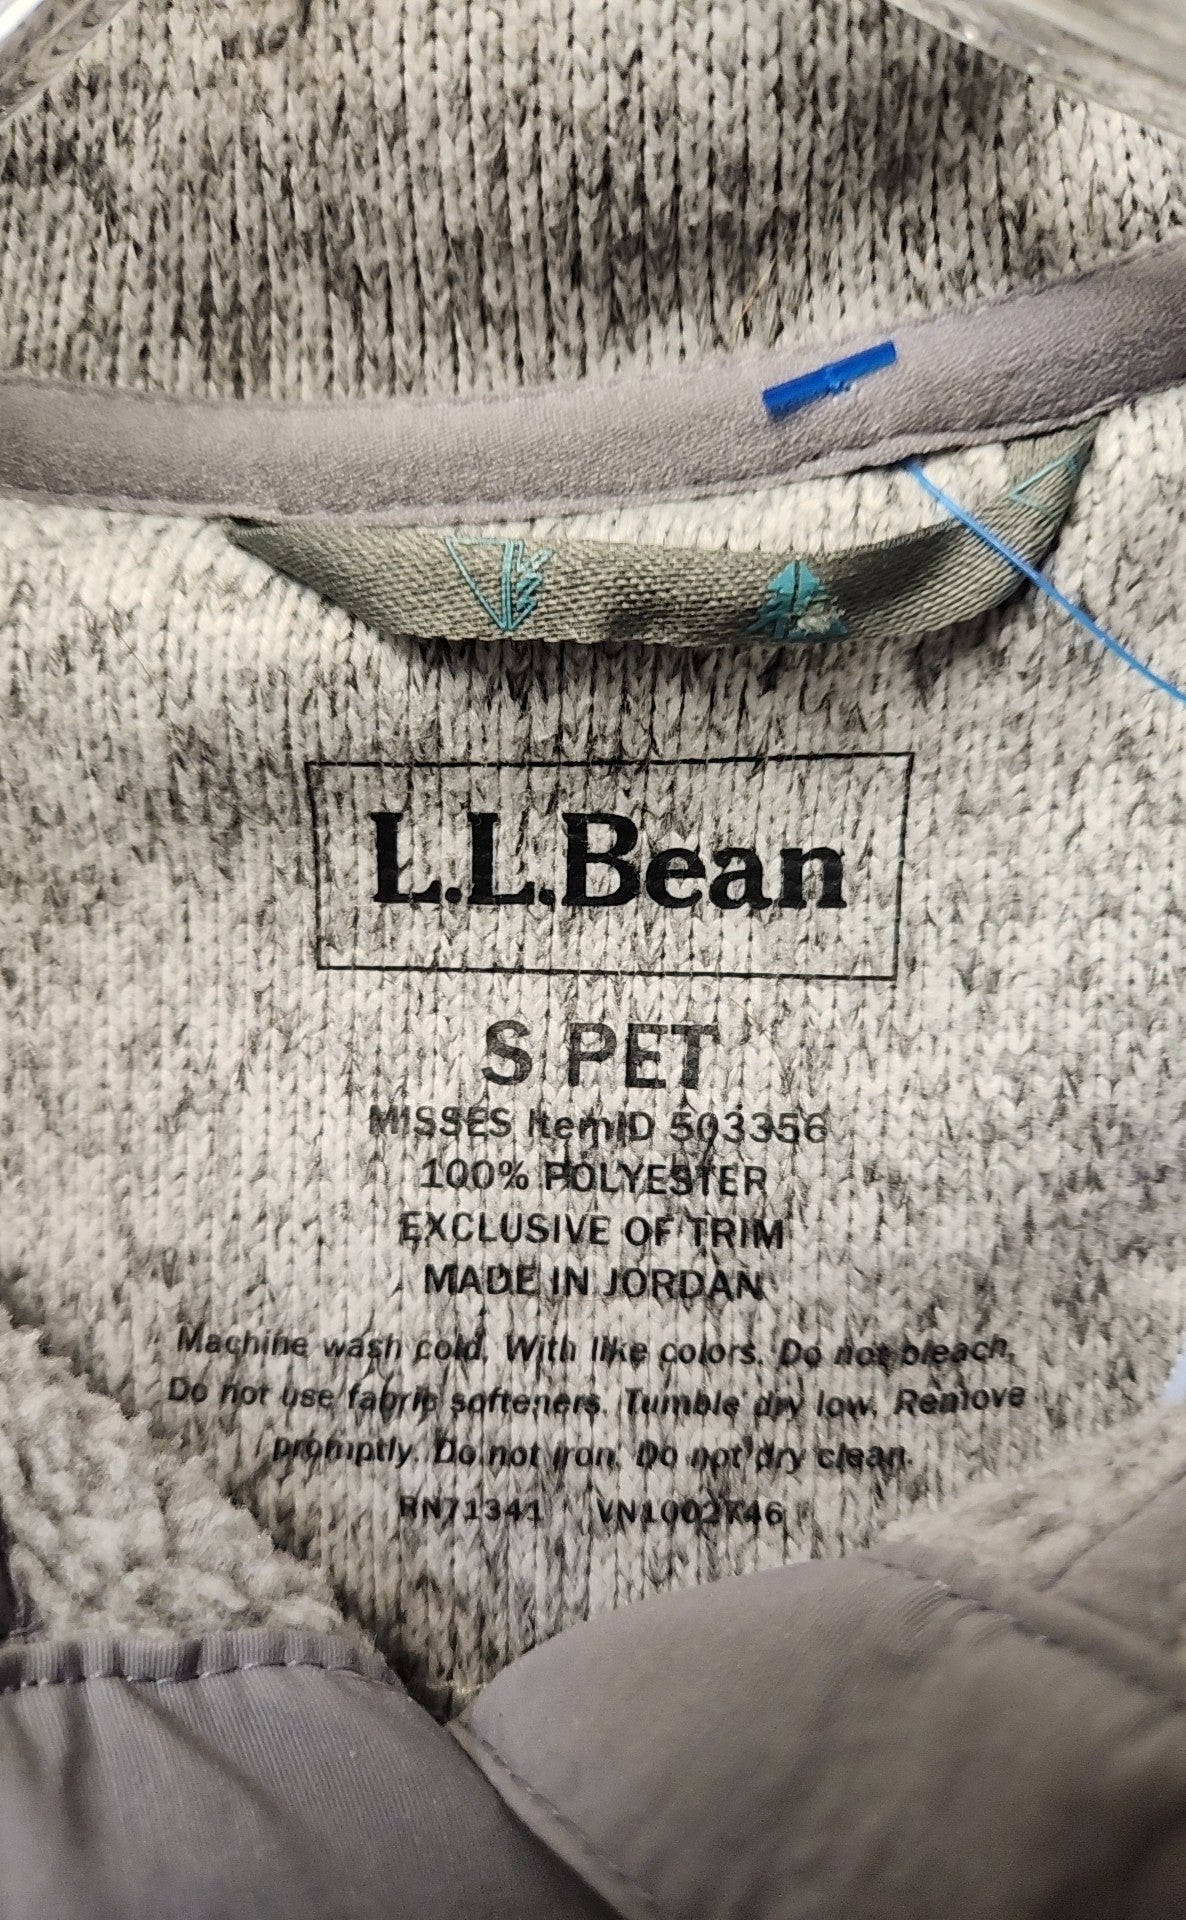 L.L.Bean
S PET
MISSES ItemID 503356
100% POLYESTER
EXCLUSIVE OF TRIM
MADE IN JORDAN
Machine wash cold. With like colors. Do not bleach.
Do not use fabric softeners. Tumble dry low. Remove
promptly. Do not iron. Do not dry clean.
RN71341 VN1002746